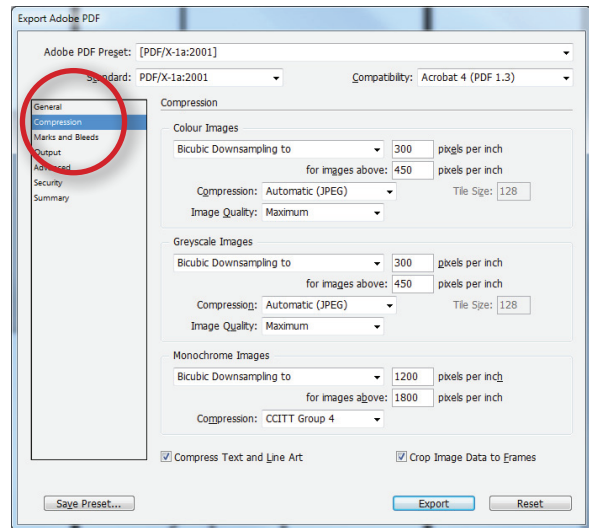 Export Adobe PDF
Adobe PDF Preset: [PDF/X-1a:2001]
Standard: PDF/X-1a:2001 Compatibility: Acrobat 4 (PDF 1.3)
General
Compression
Marks and Bleeds
Output
Advanced
Security
Summary
Compression
Colour Images
Bicubic Downsampling to 300 pixels per inch
for images above: 450 pixels per inch
Compression: Automatic (JPEG) Tile Size: 128
Image Quality: Maximum
Greyscale Images
Bicubic Downsampling to 300 pixels per inch
for images above: 450 pixels per inch
Compression: Automatic (JPEG) Tile Size: 128
Image Quality: Maximum
Monochrome Images
Bicubic Downsampling to 1200 pixels per inch
for images above: 1800 pixels per inch
Compression: CCITT Group 4
Compress Text and Line Art Crop Image Data to Frames
Save Preset... Export Reset